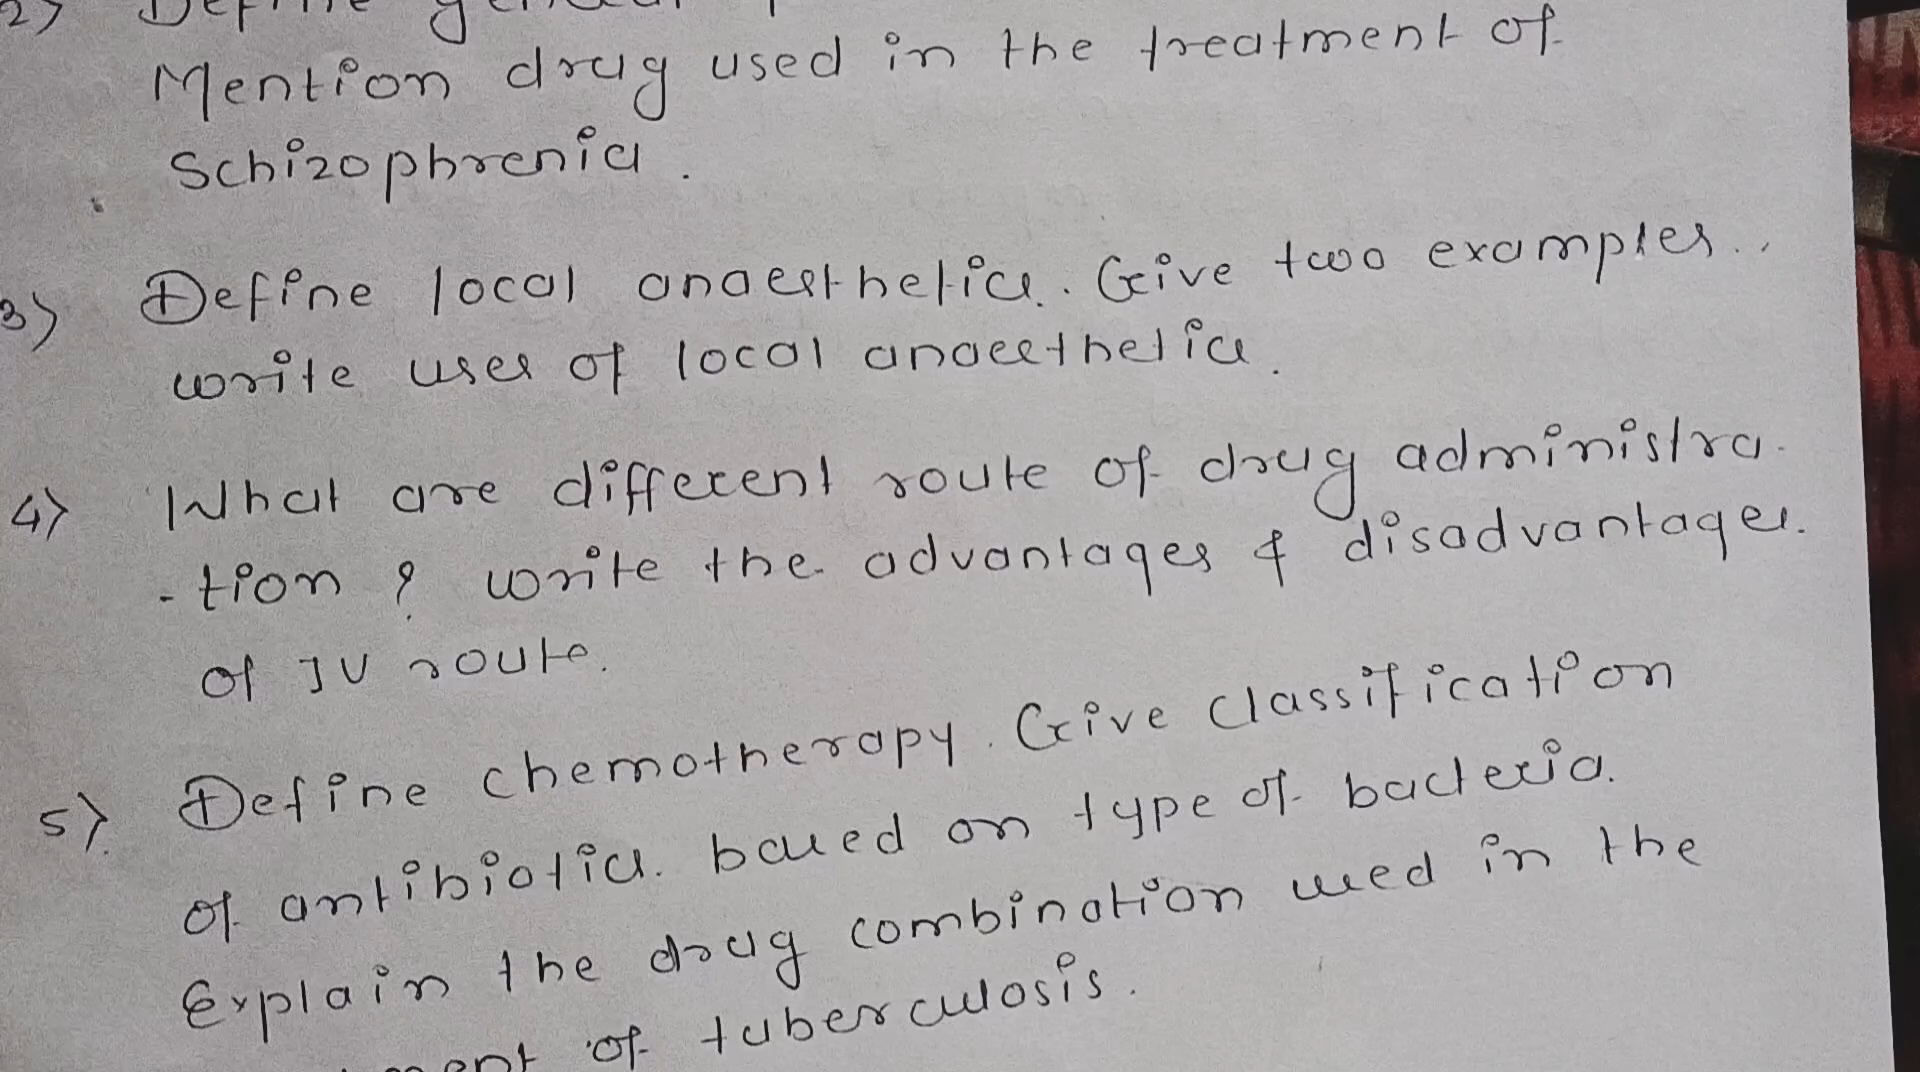 2) Define general
Mention drug used in the treatment of
Schizophrenia.
3) Define local anaesthetics. Give two examples..
write uses of local anaesthetics.
4) What are different route of drug administra-
-tion ? write the advantages & disadvantages.
of IV route.
5) Define chemotherapy. Give classification
of antibiotics. based on type of bacteria.
Explain the drug combination used in the
of tuberculosis.